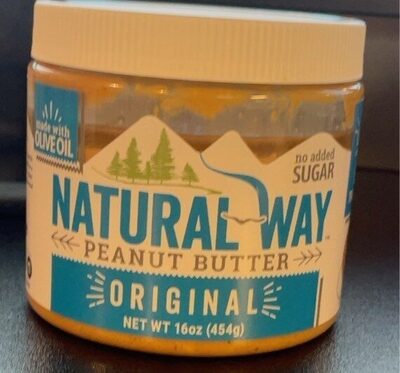 made with
OLIVE OIL
no added
SUGAR
NATURAL WAY
PEANUT BUTTER
ORIGINAL
NET WT 16oz (454g)